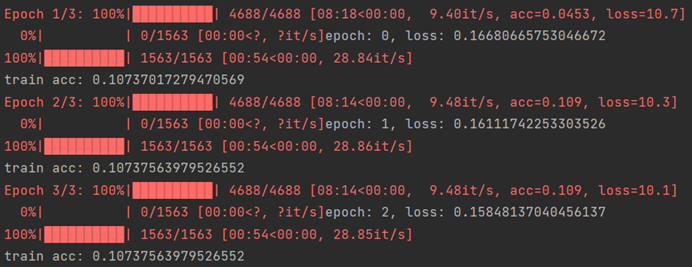 Epoch 1/3: 100%|██████████| 4688/4688 [08:18<00:00,  9.40it/s, acc=0.0453, loss=10.7]
  0%|          | 0/1563 [00:00<?, ?it/s]epoch: 0, loss: 0.16680665753046672
100%|██████████| 1563/1563 [00:54<00:00, 28.84it/s]
train acc: 0.10737017279470569
Epoch 2/3: 100%|██████████| 4688/4688 [08:14<00:00,  9.48it/s, acc=0.109, loss=10.3]
  0%|          | 0/1563 [00:00<?, ?it/s]epoch: 1, loss: 0.16111742253303526
100%|██████████| 1563/1563 [00:54<00:00, 28.86it/s]
train acc: 0.10737563979526552
Epoch 3/3: 100%|██████████| 4688/4688 [08:14<00:00,  9.48it/s, acc=0.109, loss=10.1]
  0%|          | 0/1563 [00:00<?, ?it/s]epoch: 2, loss: 0.15848137040456137
100%|██████████| 1563/1563 [00:54<00:00, 28.85it/s]
train acc: 0.10737563979526552